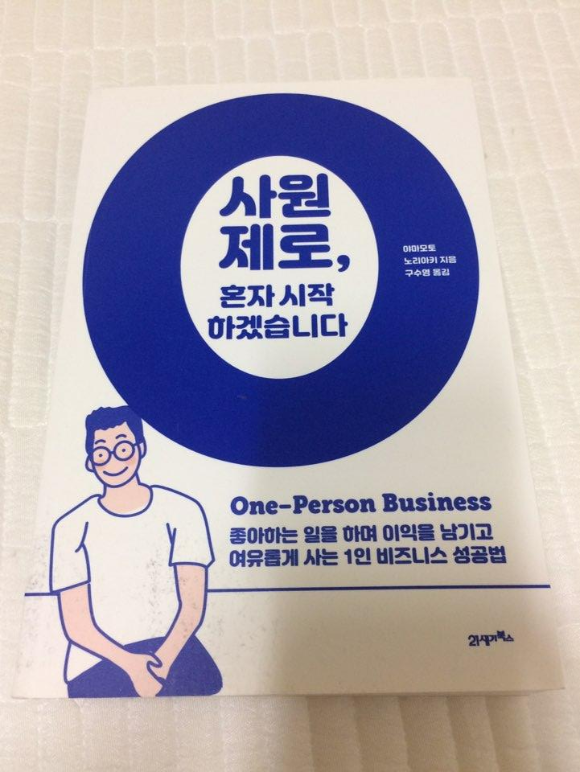 사원
제로,
혼자 시작
하겠습니다
야마모토
노리아키 지음
구수영 옮김
One-Person Business
좋아하는 일을 하며 이익을 남기고
여유롭게 사는 1인 비즈니스 성공법
21세기북스